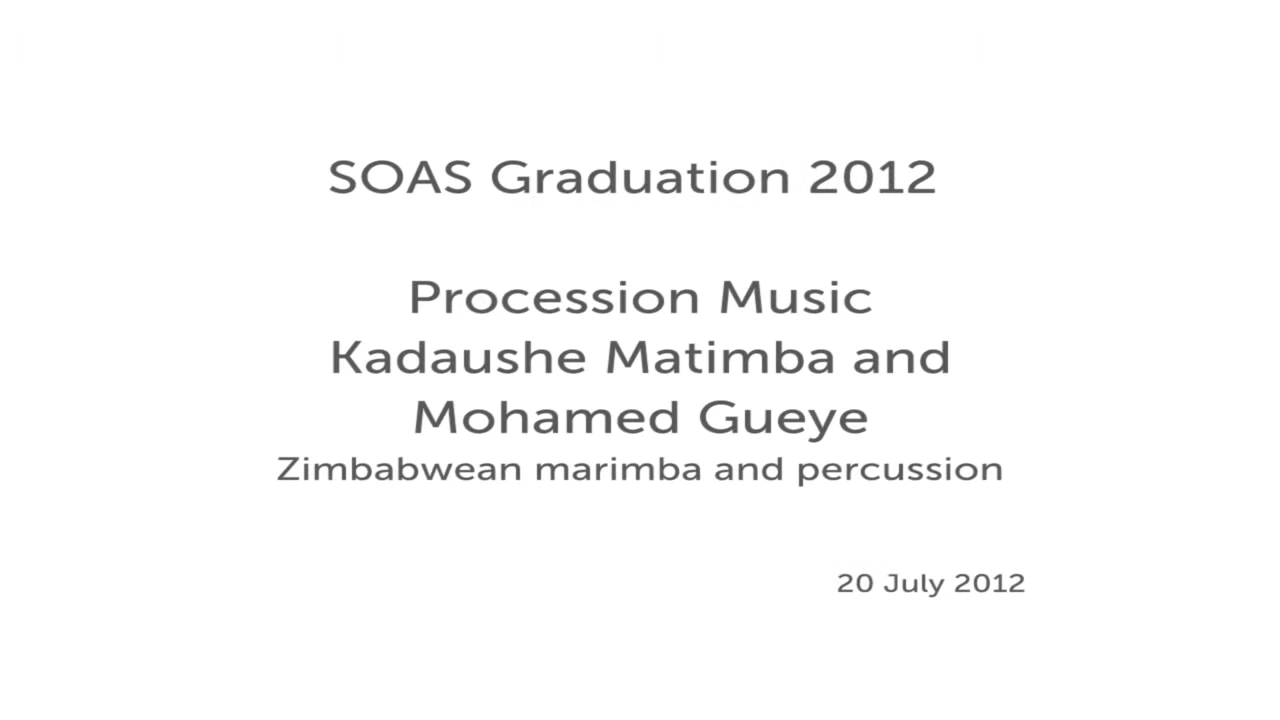 SOAS Graduation 2012
Procession Music
Kadaushe Matimba and
Mohamed Gueye
Zimbabwean marimba and percussion
20 July 2012